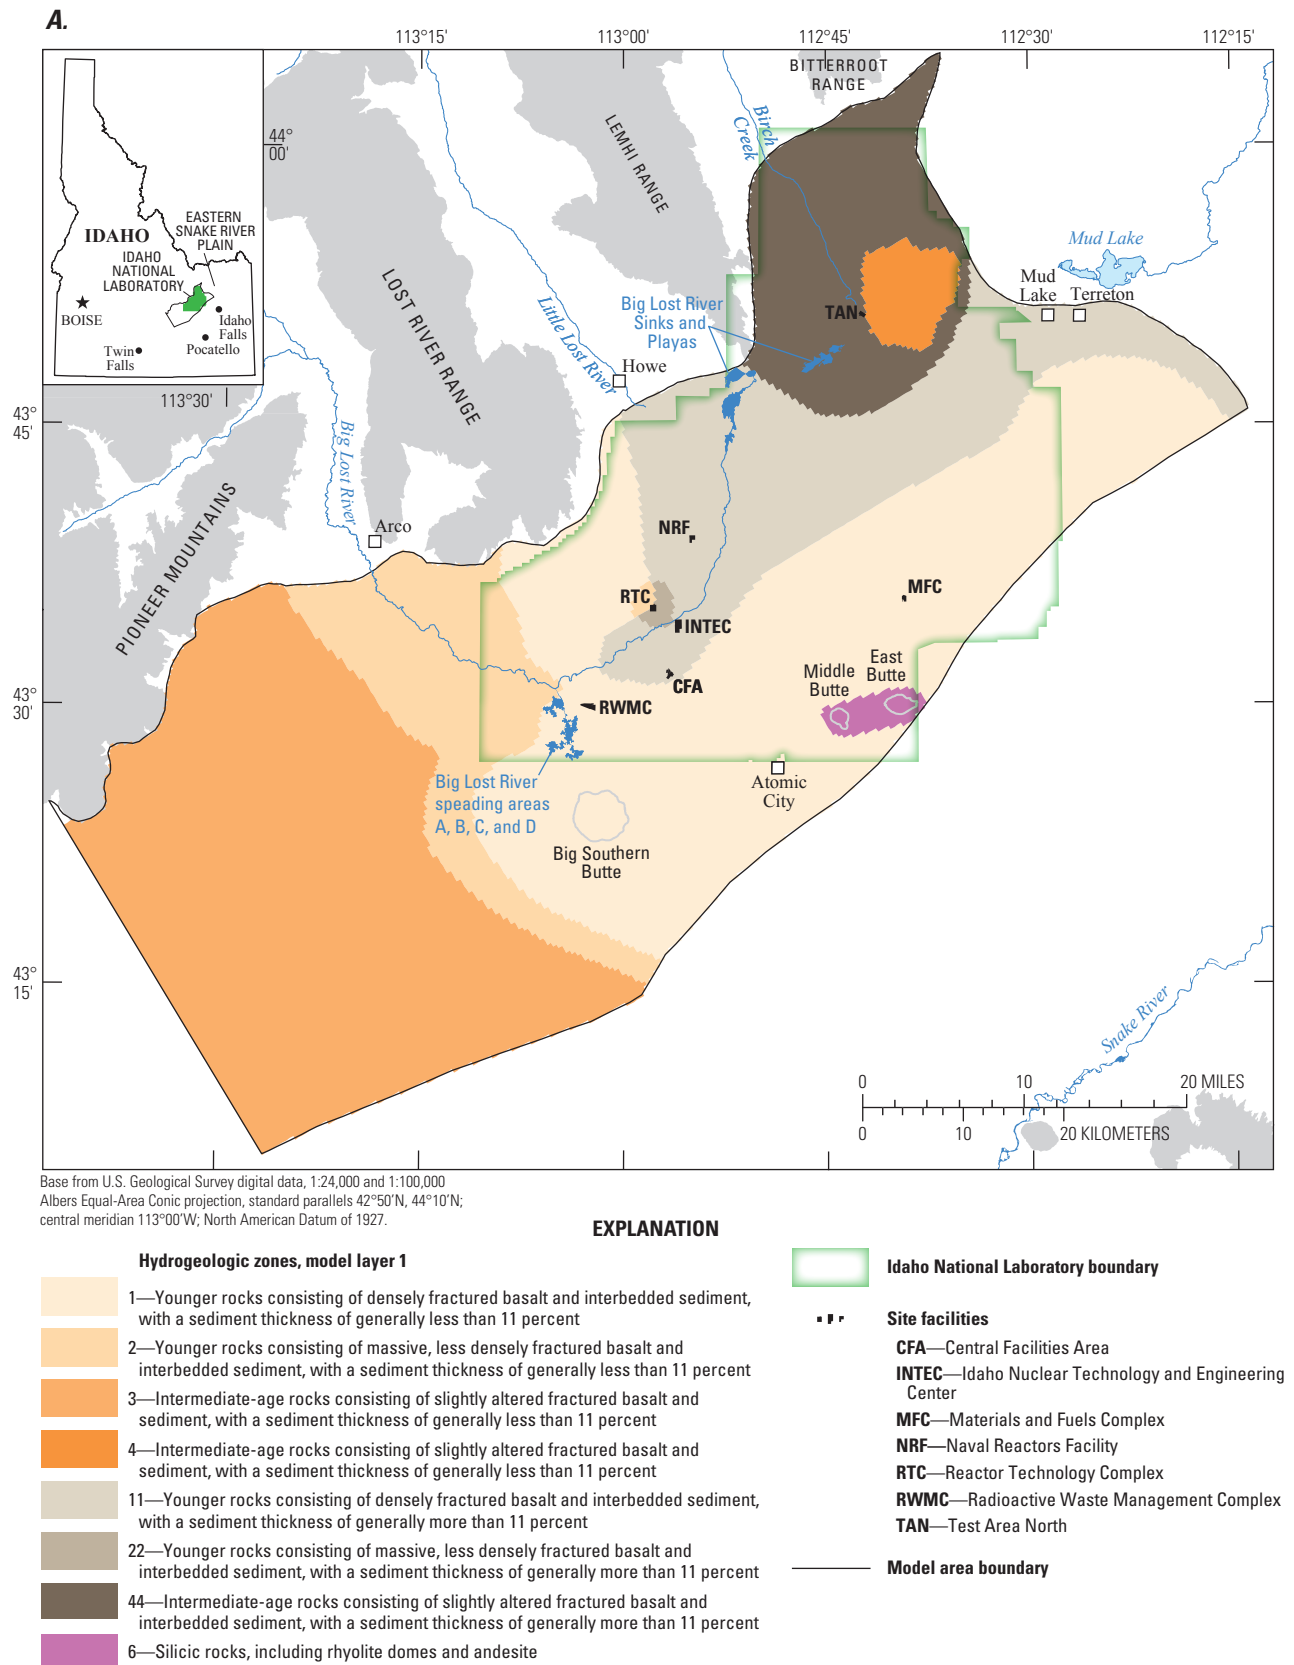 A.
113°15'
113°00'
112°45'
112°30'
112°15'
BITTERROOT
RANGE
44°
00'
Birch
Creek
LEMHI RANGE
EASTERN
SNAKE RIVER
PLAIN
IDAHO
IDAHO
NATIONAL
LABORATORY
BOISE
Idaho
Falls
Pocatello
Twin
Falls
LOST RIVER RANGE
Mud Lake
Mud
Lake
Terreton
Big Lost River
Sinks and
Playas
TAN
Little Lost River
Howe
113°30'
43°
45'
Big Lost River
PIONEER MOUNTAINS
Arco
NRF
RTC
INTEC
MFC
CFA
Middle
Butte
East
Butte
43°
30'
RWMC
Big Lost River
speading areas
A, B, C, and D
Atomic
City
Big Southern
Butte
43°
15'
Snake River
0
10
20 MILES
0
10
20 KILOMETERS
Base from U.S. Geological Survey digital data, 1:24,000 and 1:100,000
Albers Equal-Area Conic projection, standard parallels 42°50'N, 44°10'N;
central meridian 113°00'W; North American Datum of 1927.
EXPLANATION
Hydrogeologic zones, model layer 1
1—Younger rocks consisting of densely fractured basalt and interbedded sediment,
with a sediment thickness of generally less than 11 percent
2—Younger rocks consisting of massive, less densely fractured basalt and
interbedded sediment, with a sediment thickness of generally less than 11 percent
3—Intermediate-age rocks consisting of slightly altered fractured basalt and
sediment, with a sediment thickness of generally less than 11 percent
4—Intermediate-age rocks consisting of slightly altered fractured basalt and
sediment, with a sediment thickness of generally less than 11 percent
11—Younger rocks consisting of densely fractured basalt and interbedded sediment,
with a sediment thickness of generally more than 11 percent
22—Younger rocks consisting of massive, less densely fractured basalt and
interbedded sediment, with a sediment thickness of generally more than 11 percent
44—Intermediate-age rocks consisting of slightly altered fractured basalt and
interbedded sediment, with a sediment thickness of generally more than 11 percent
6—Silicic rocks, including rhyolite domes and andesite
Idaho National Laboratory boundary
Site facilities
CFA—Central Facilities Area
INTEC—Idaho Nuclear Technology and Engineering
Center
MFC—Materials and Fuels Complex
NRF—Naval Reactors Facility
RTC—Reactor Technology Complex
RWMC—Radioactive Waste Management Complex
TAN—Test Area North
Model area boundary